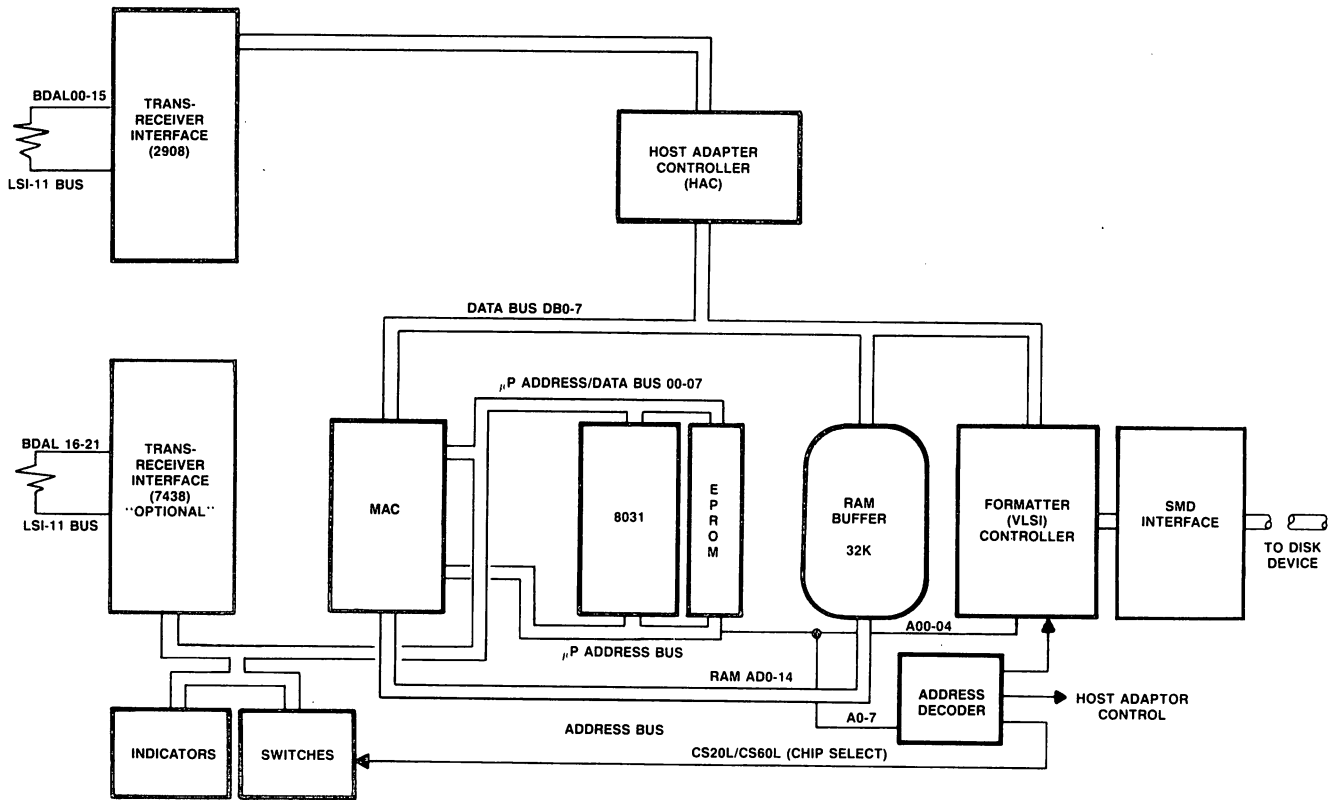 BDAL00-15
LSI-11 BUS
TRANS-
RECEIVER
INTERFACE
(2908)
HOST ADAPTER
CONTROLLER
(HAC)
DATA BUS DB0-7
μP ADDRESS/DATA BUS 00-07
BDAL 16-21
LSI-11 BUS
TRANS-
RECEIVER
INTERFACE
(7438)
"OPTIONAL"
MAC
8031
EPROM
RAM
BUFFER
32K
FORMATTER
(VLSI)
CONTROLLER
SMD
INTERFACE
TO DISK
DEVICE
A00-04
μP ADDRESS BUS
RAM AD0-14
ADDRESS
DECODER
HOST ADAPTOR
CONTROL
A0-7
ADDRESS BUS
INDICATORS
SWITCHES
CS20L/CS60L (CHIP SELECT)